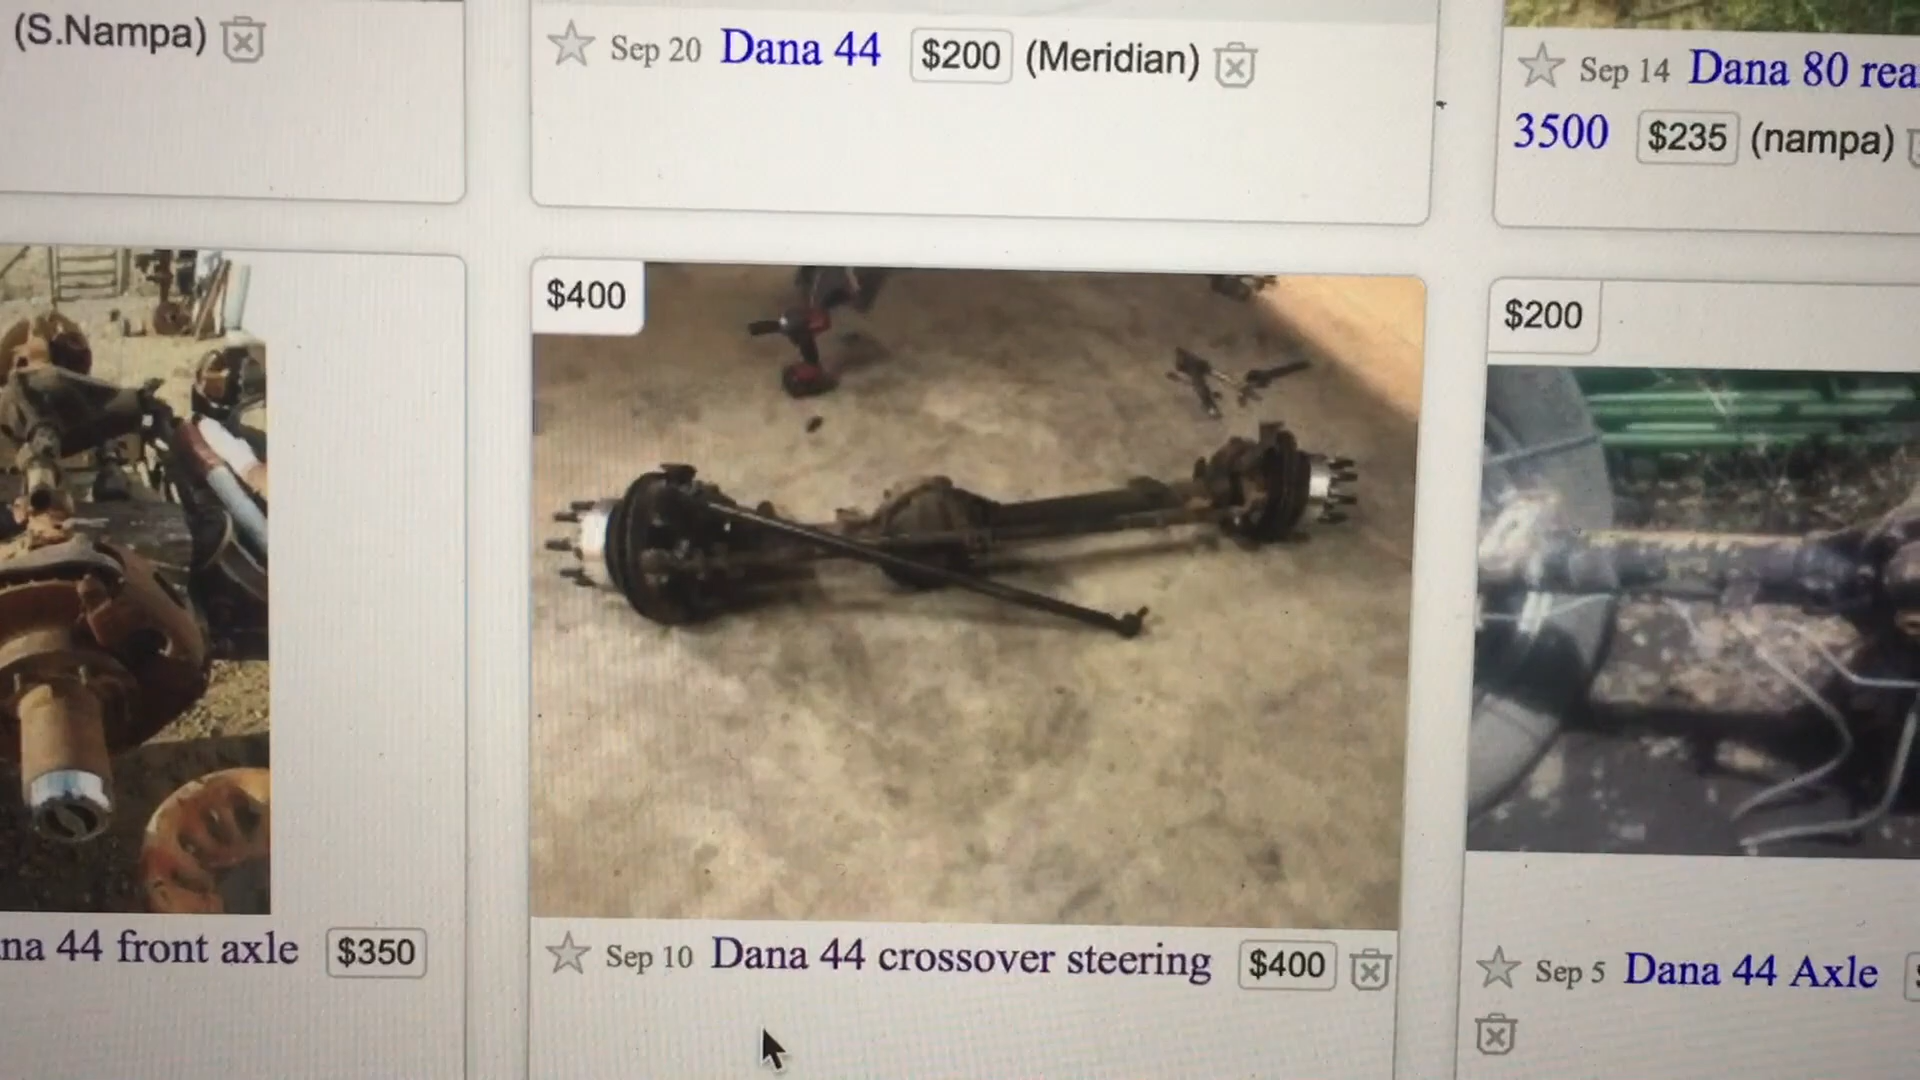 (S.Nampa)
Sep 20 Dana 44 $200 (Meridian)
Sep 14 Dana 80 rea
3500 $235 (nampa)
$400
$200
na 44 front axle $350
Sep 10 Dana 44 crossover steering $400
Sep 5 Dana 44 Axle